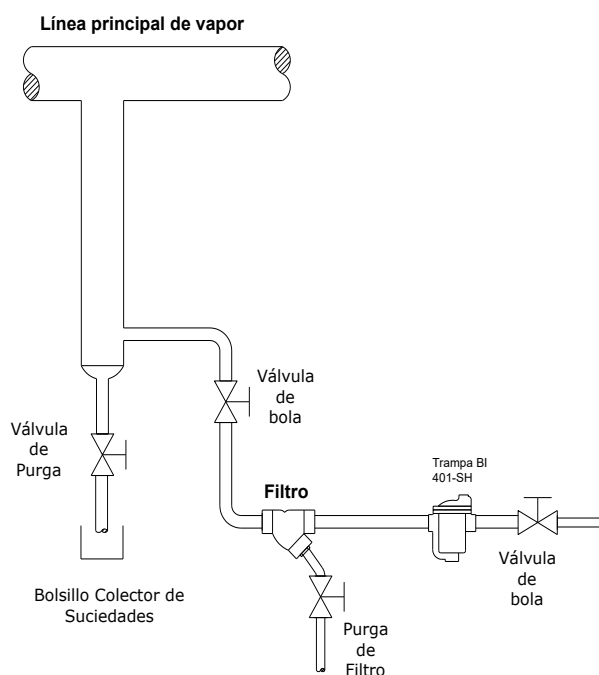 Línea principal de vapor
Válvula
de
bola
Válvula
de
Purga
Trampa BI
401-SH
Filtro
Válvula
de
bola
Bolsillo Colector de
Suciedades
Purga
de
Filtro